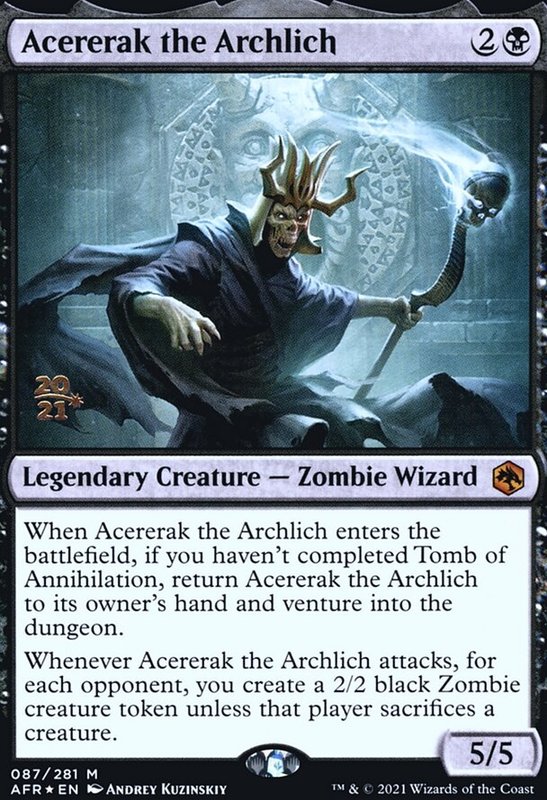 Acererak the Archlich 2
20
21
Legendary Creature — Zombie Wizard
When Acererak the Archlich enters the
battlefield, if you haven't completed Tomb of
Annihilation, return Acererak the Archlich
to its owner's hand and venture into the
dungeon.
Whenever Acererak the Archlich attacks, for
each opponent, you create a 2/2 black Zombie
creature token unless that player sacrifices a
creature.
5/5
087/281 M
AFR★EN Andrey Kuzinskiy
™ & © 2021 Wizards of the Coast